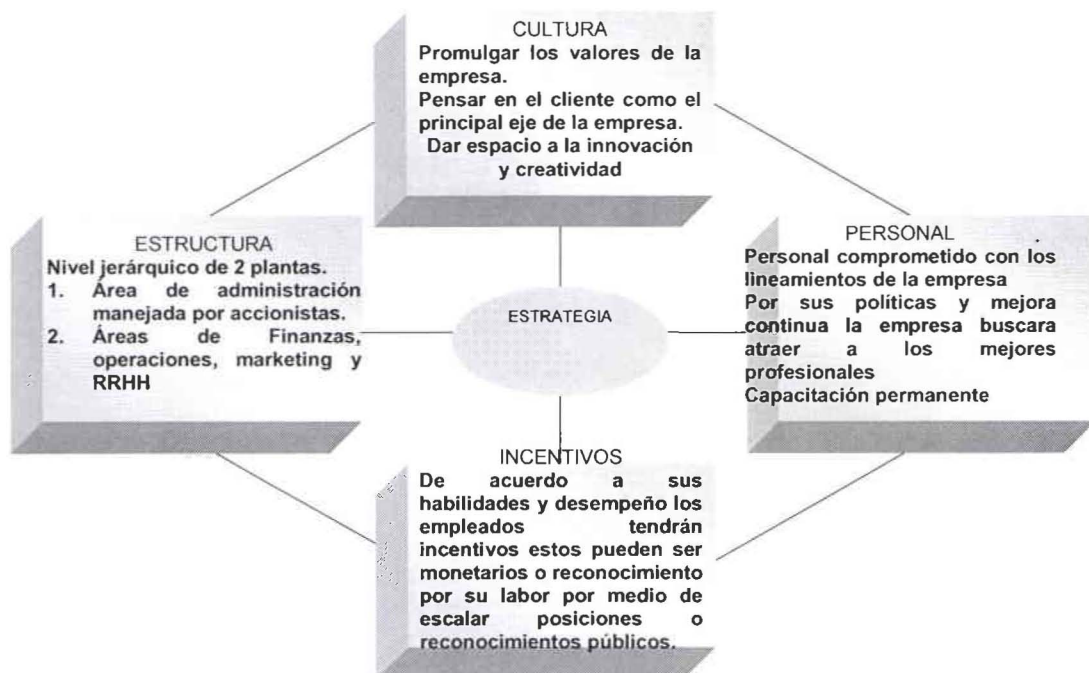 CULTURA
Promulgar los valores de la
empresa.
Pensar en el cliente como el
principal eje de la empresa.
Dar espacio a la innovación
y creatividad
ESTRUCTURA
Nivel jerárquico de 2 plantas.
1. Área de administración
manejada por accionistas.
2. Áreas de Finanzas,
operaciones, marketing y
RRHH
ESTRATEGIA
PERSONAL
Personal comprometido con los
lineamientos de la empresa
Por sus políticas y mejora
continua la empresa buscara
atraer a los mejores
profesionales
Capacitación permanente
INCENTIVOS
De acuerdo a sus
habilidades y desempeño los
empleados tendrán
incentivos estos pueden ser
monetarios o reconocimiento
por su labor por medio de
escalar posiciones o
reconocimientos públicos.